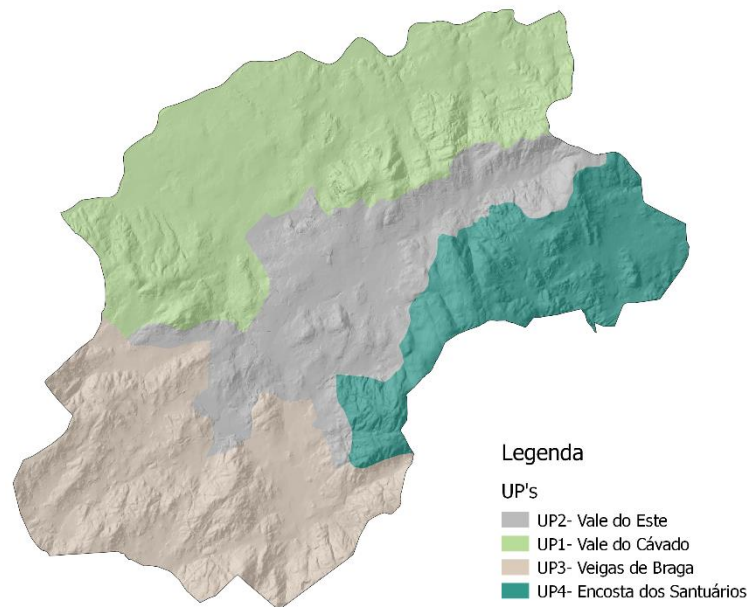 Legenda
UP's
UP2- Vale do Este
UP1- Vale do Cávado
UP3- Veigas de Braga
UP4- Encosta dos Santuários